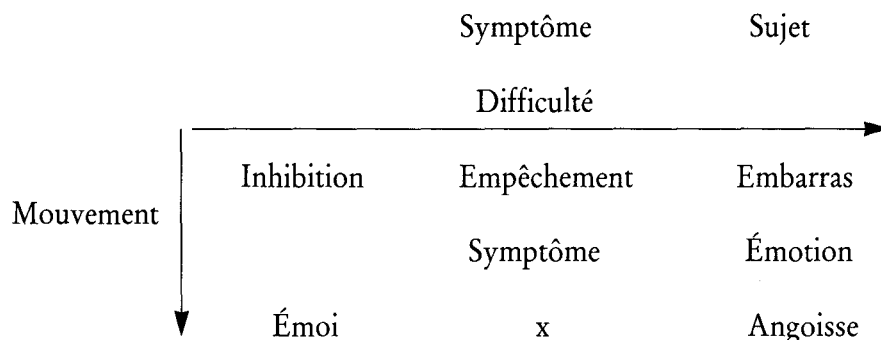 Symptôme Sujet
Difficulté
Inhibition Empêchement Embarras
Mouvement
Symptôme Émotion
Émoi x Angoisse